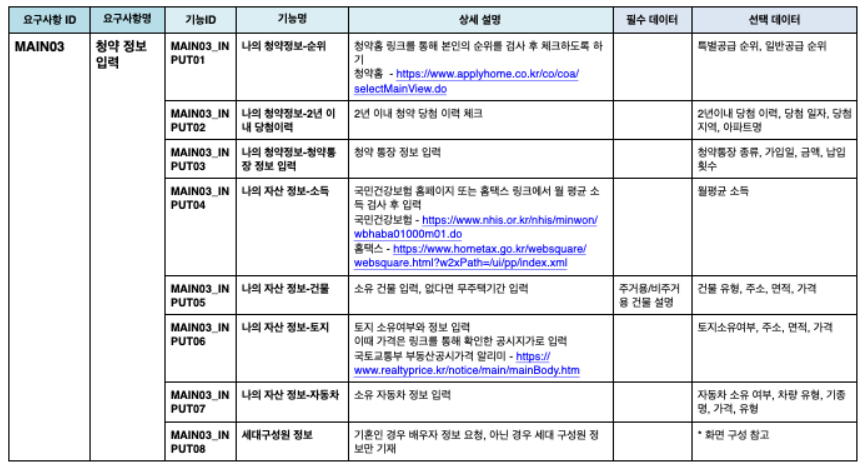 요구사항 ID 요구사항명 기능ID 기능명 상세 설명 필수 데이터 선택 데이터
MAIN03
청약 정보
입력
MAIN03_IN
PUT01
나의 청약정보-순위
청약홈 링크를 통해 본인의 순위를 검사 후 체크하도록 하
기
청약홈 - https://www.applyhome.co.kr/co/coa/
selectMainView.do
특별공급 순위, 일반공급 순위
MAIN03_IN
PUT02
나의 청약정보-2년 이
내 당첨이력
2년 이내 청약 당첨 이력 체크
2년이내 당첨 이력, 당첨 일자, 당첨
지역, 아파트명
MAIN03_IN
PUT03
나의 청약정보-청약통
장 정보 입력
청약 통장 정보 입력
청약통장 종류, 가입일, 금액, 납입
횟수
MAIN03_IN
PUT04
나의 자산 정보-소득
국민건강보험 홈페이지 또는 홈택스 링크에서 월 평균 소
득 검사 후 입력
국민건강보험 - https://www.nhis.or.kr/nhis/minwon/
wbhaba01000m01.do
홈택스 - https://www.hometax.go.kr/websquare/
websquare.html?w2xPath=/ui/pp/index.xml
월평균 소득
MAIN03_IN
PUT05
나의 자산 정보-건물
소유 건물 입력, 없다면 무주택기간 입력
주거용/비주거
용 건물 설명
건물 유형, 주소, 면적, 가격
MAIN03_IN
PUT06
나의 자산 정보-토지
토지 소유여부와 정보 입력
이때 가격은 링크를 통해 확인한 공시지가로 입력
국토교통부 부동산공시가격 알리미 - https://
www.realtyprice.kr/notice/main/mainBody.htm
토지소유여부, 주소, 면적, 가격
MAIN03_IN
PUT07
나의 자산 정보-자동차
소유 자동차 정보 입력
자동차 소유 여부, 차량 유형, 기종
명, 가격, 유형
MAIN03_IN
PUT08
세대구성원 정보
기혼인 경우 배우자 정보 요청, 아닌 경우 세대 구성원 정
보만 기재
* 화면 구성 참고